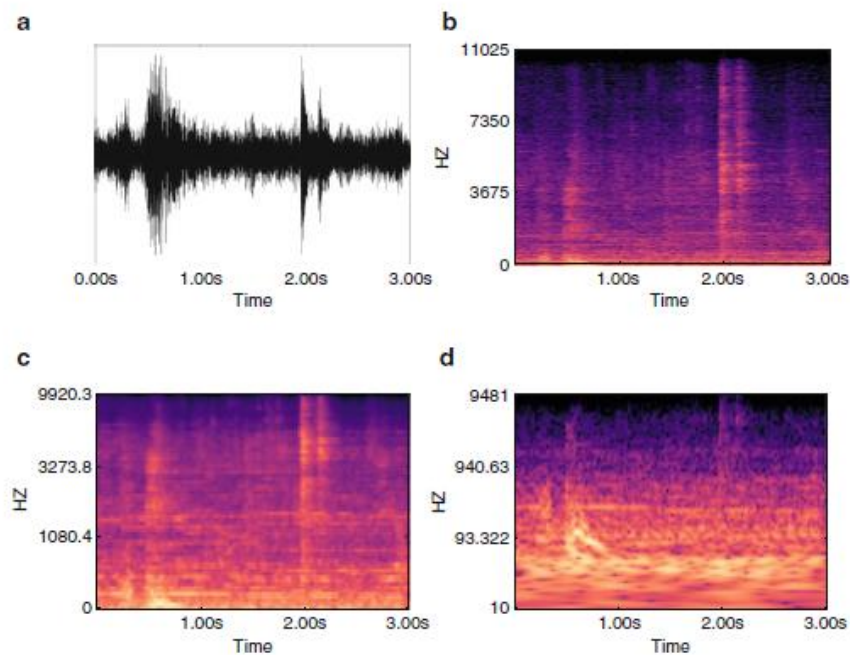 a
0.00s 1.00s 2.00s 3.00s
Time
b
11025
7350
3675
0
HZ
1.00s 2.00s 3.00s
Time
c
9920.3
3273.8
1080.4
0
HZ
1.00s 2.00s 3.00s
Time
d
9481
940.63
93.322
10
HZ
1.00s 2.00s 3.00s
Time